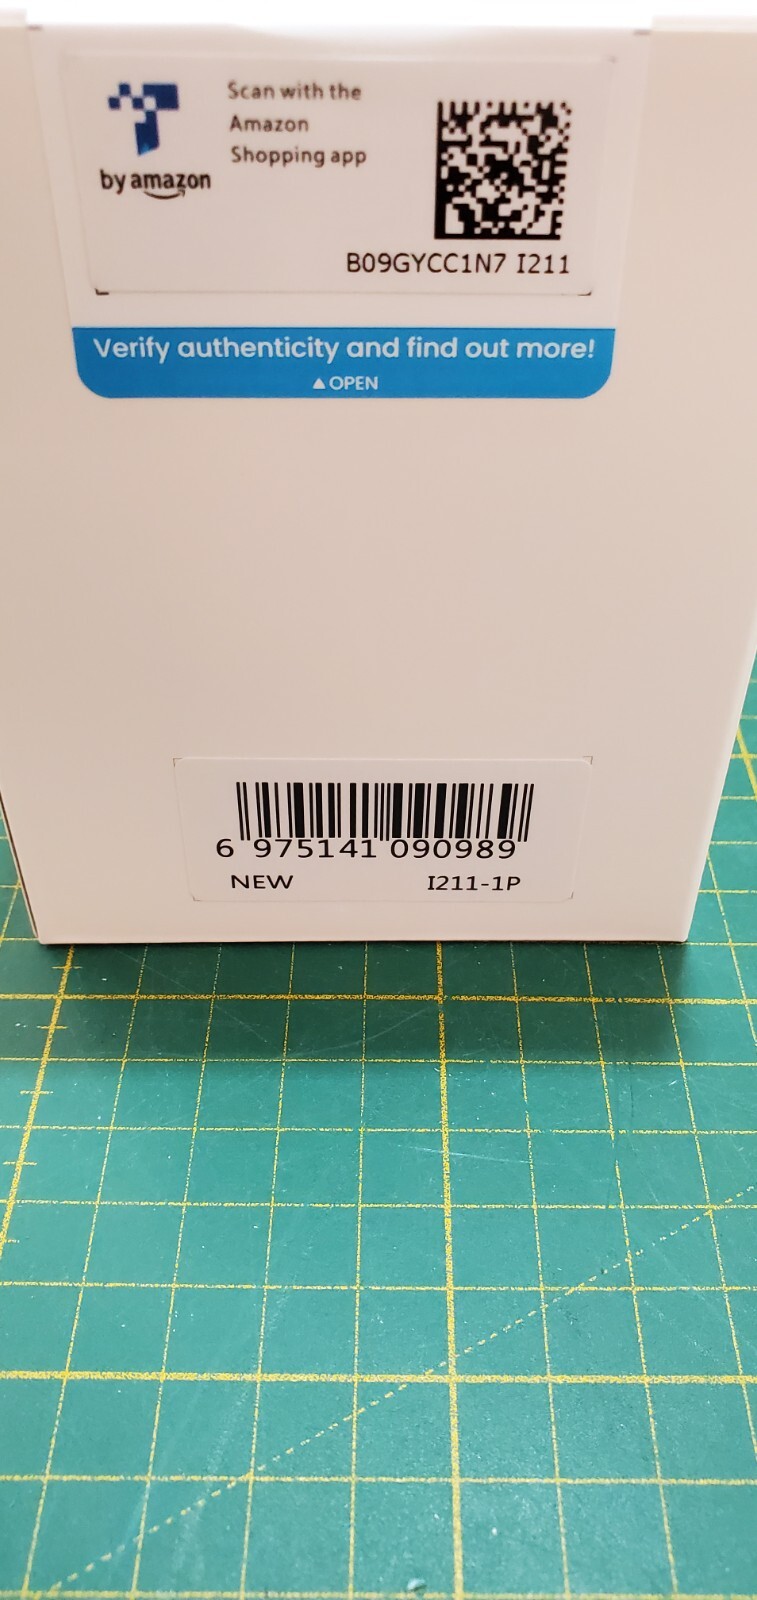 Scan with the
Amazon
Shopping app
by amazon
B09GYCC1N7 I211
Verify authenticity and find out more!
▲OPEN
6 975141 090989
NEW I211-1P